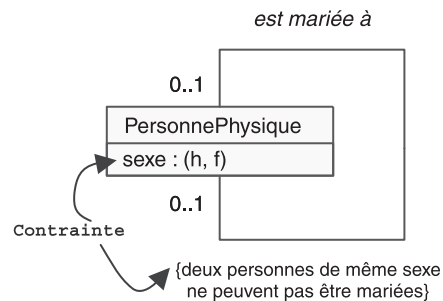 est mariée à
0..1
PersonnePhysique
sexe : (h, f)
0..1
Contrainte
{deux personnes de même sexe
ne peuvent pas être mariées}